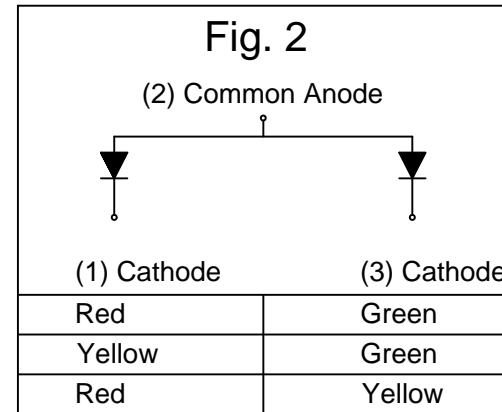 Fig. 2
(2) Common Anode
(1) Cathode (3) Cathode
Red Green
Yellow Green
Red Yellow